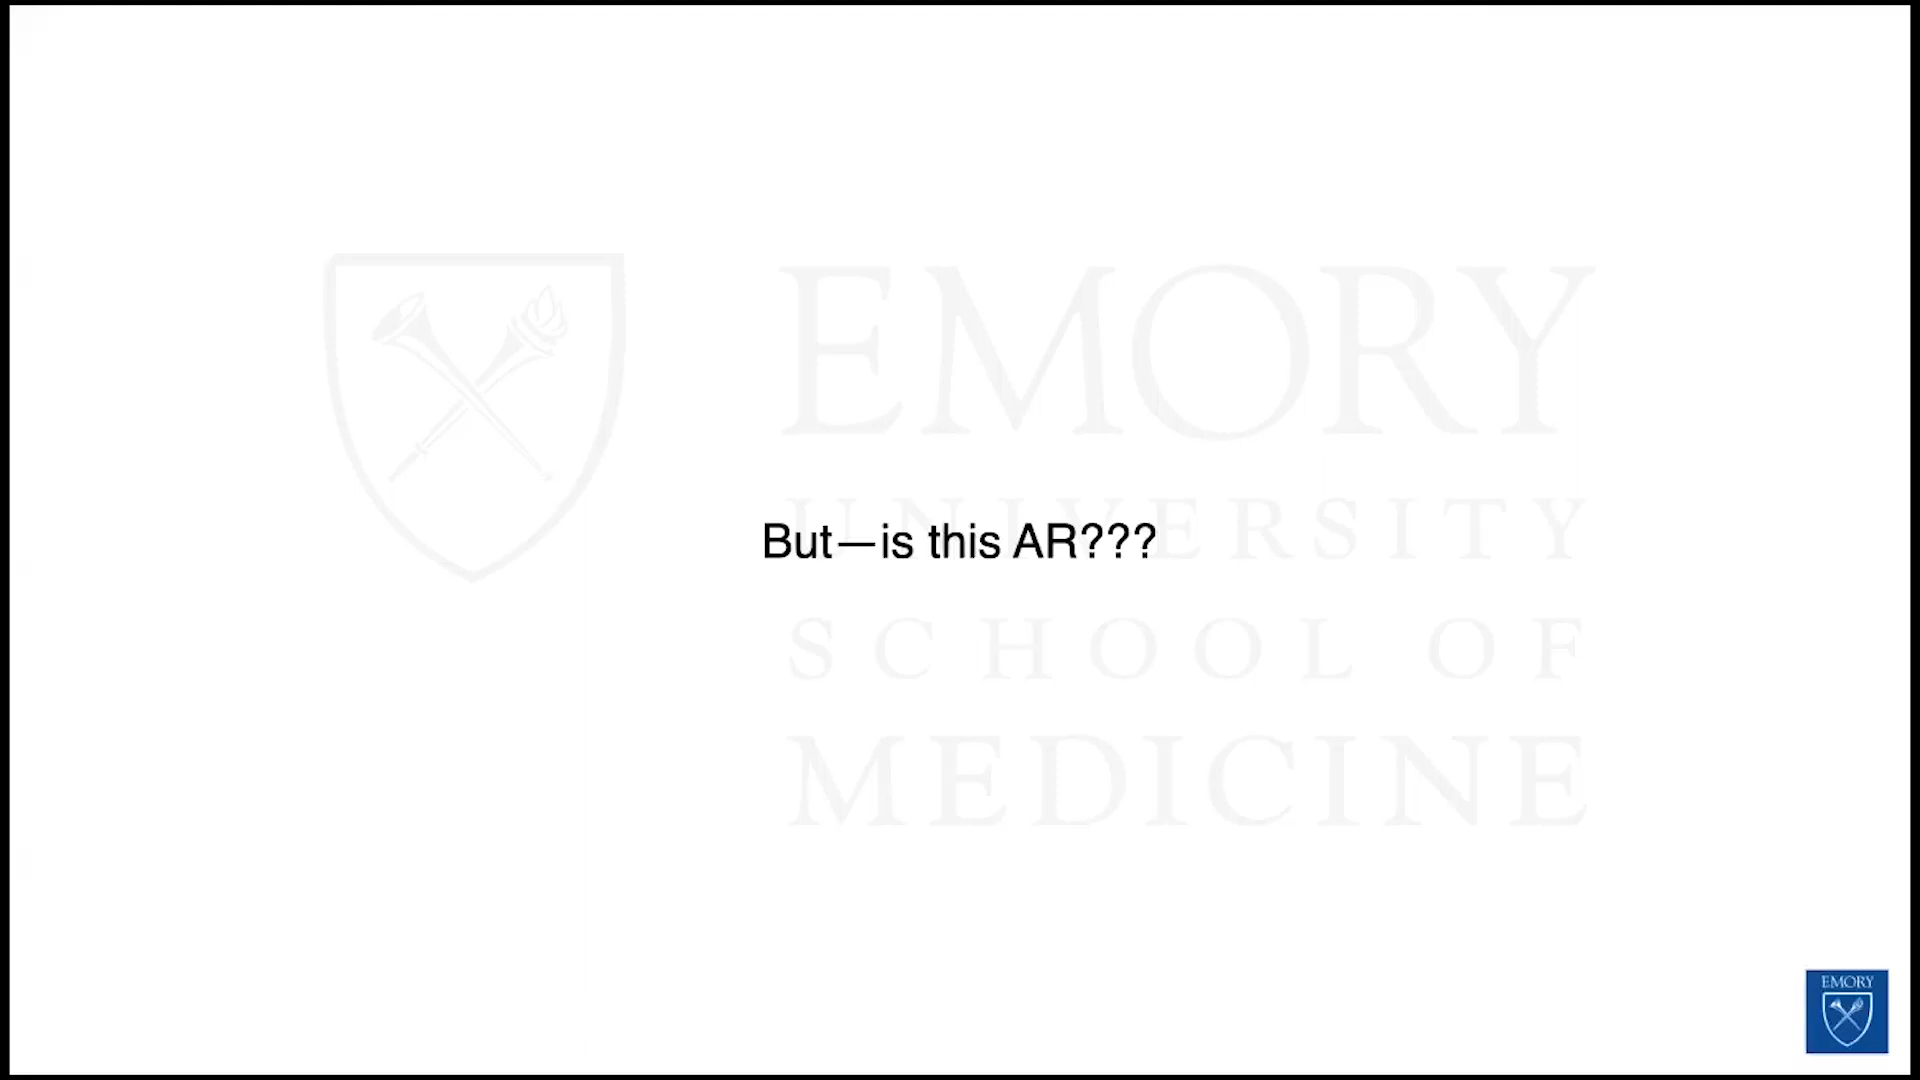 EMORY
UNIVERSITY
But—is this AR???
SCHOOL OF
MEDICINE
EMORY